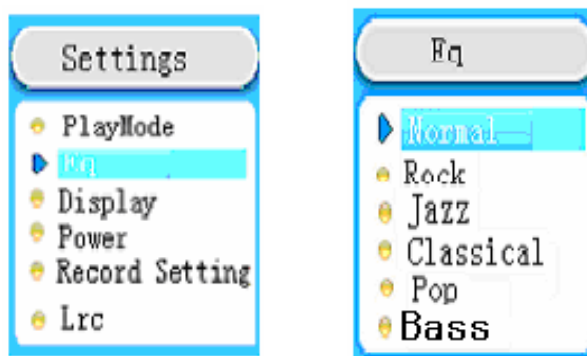 Settings
PlayMode
Eq
Display
Power
Record Setting
Lrc
Eq
Normal
Rock
Jazz
Classical
Pop
Bass